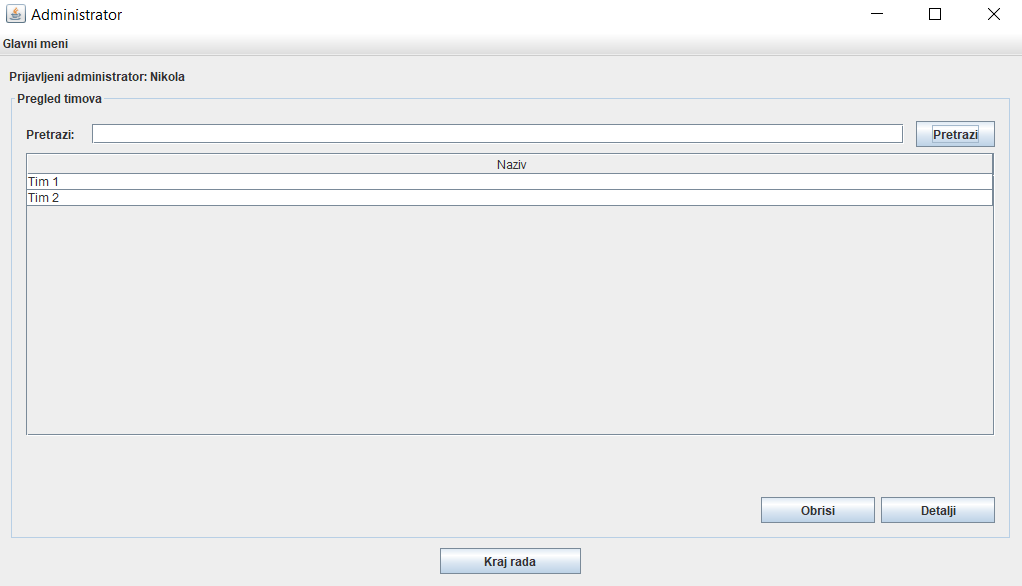 Administrator
Glavni meni
Prijavljeni administrator: Nikola
Pregled timova
Pretrazi: Pretrazi
Naziv
Tim 1
Tim 2
Obrisi Detalji
Kraj rada